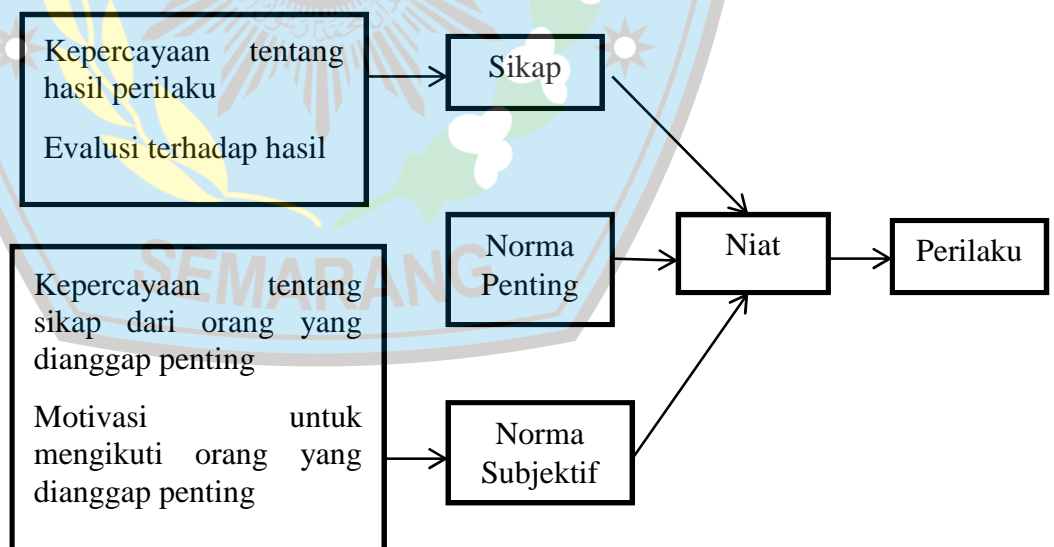 Kepercayaan tentang
hasil perilaku
Evalusi terhadap hasil
Sikap
Norma
Penting
Niat
Perilaku
SEMARANG
Kepercayaan tentang
sikap dari orang yang
dianggap penting
Motivasi untuk
mengikuti orang yang
dianggap penting
Norma
Subjektif